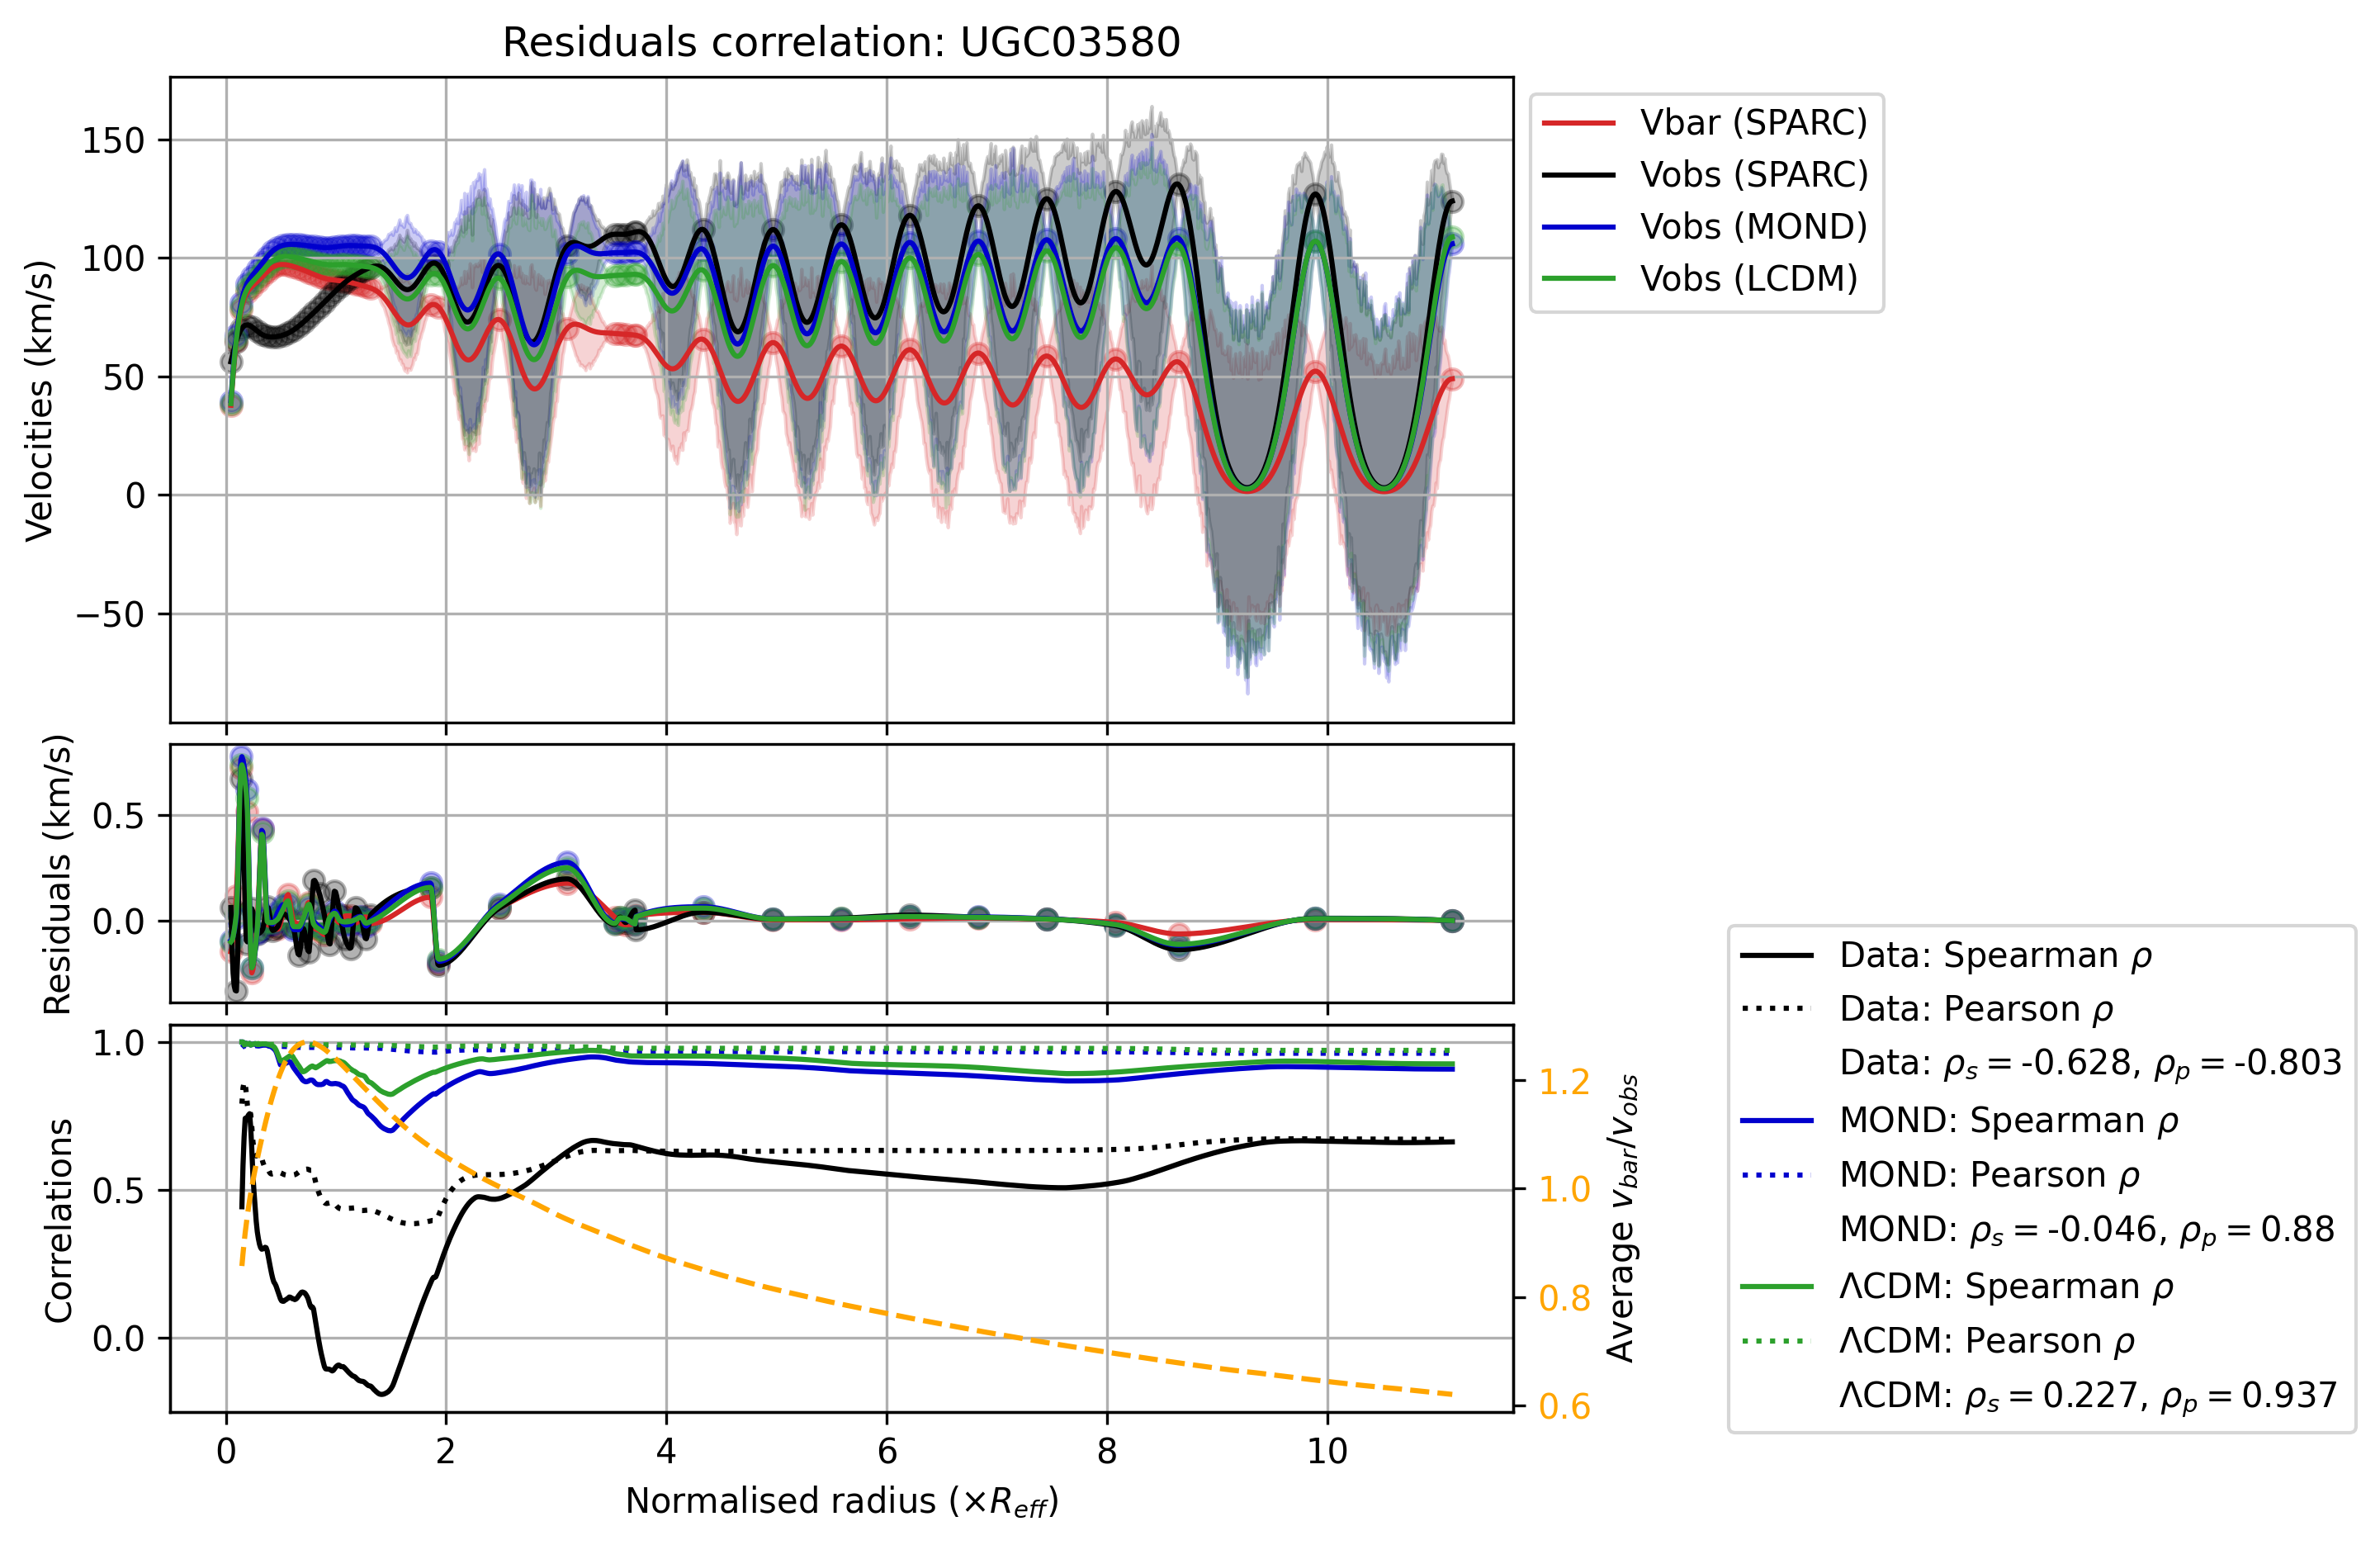 Residuals correlation: UGC03580
Velocities (km/s)
150
100
50
0
−50
Vbar (SPARC)
Vobs (SPARC)
Vobs (MOND)
Vobs (LCDM)
Residuals (km/s)
0.5
0.0
Correlations
1.0
0.5
0.0
1.2
1.0
0.8
0.6
Average v_bar/v_obs
0 2 4 6 8 10
Normalised radius (×R_eff)
Data: Spearman ρ
Data: Pearson ρ
Data: ρ_s = -0.628, ρ_p = -0.803
MOND: Spearman ρ
MOND: Pearson ρ
MOND: ρ_s = -0.046, ρ_p = 0.88
ΛCDM: Spearman ρ
ΛCDM: Pearson ρ
ΛCDM: ρ_s = 0.227, ρ_p = 0.937